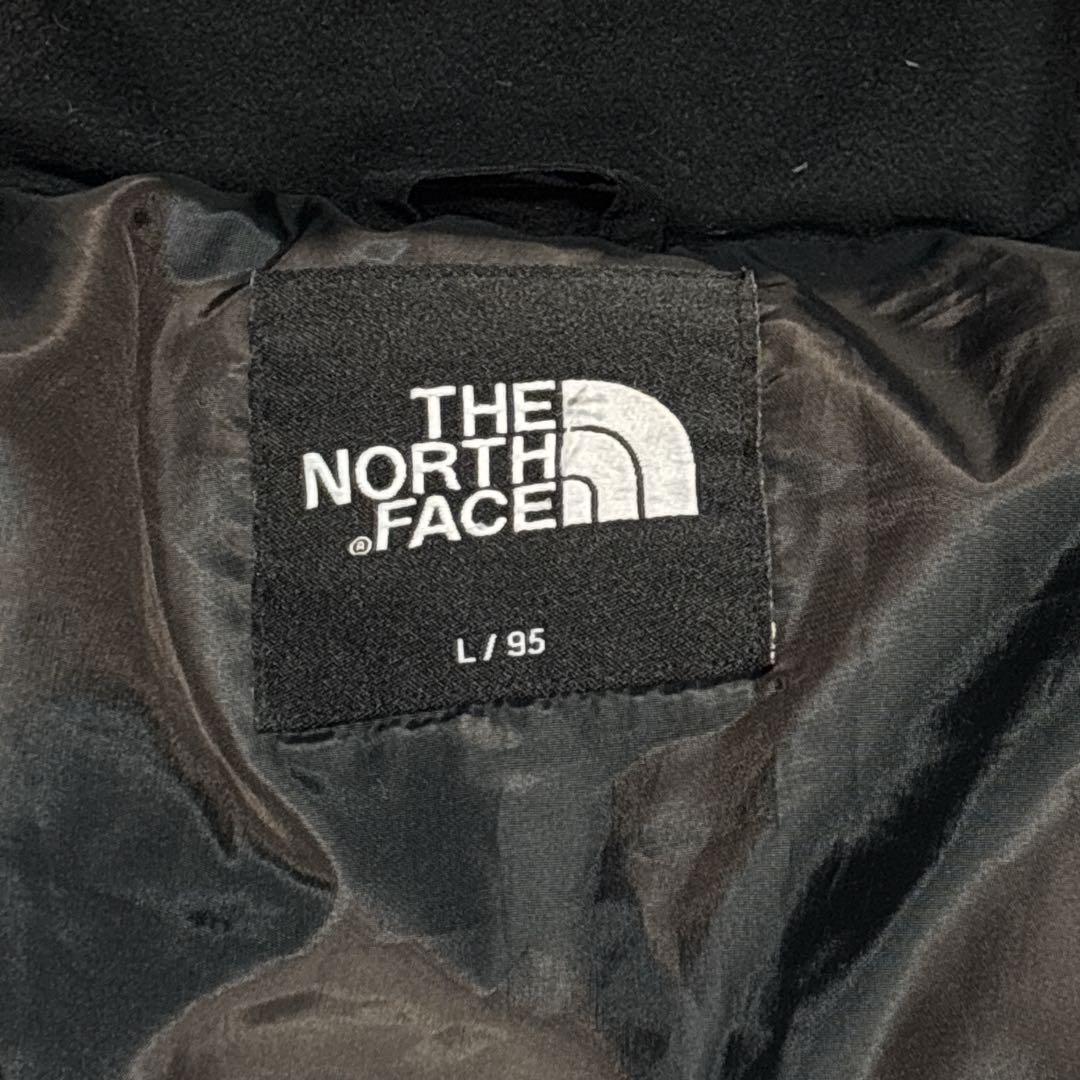 THE
NORTH
FACE
®
L / 95